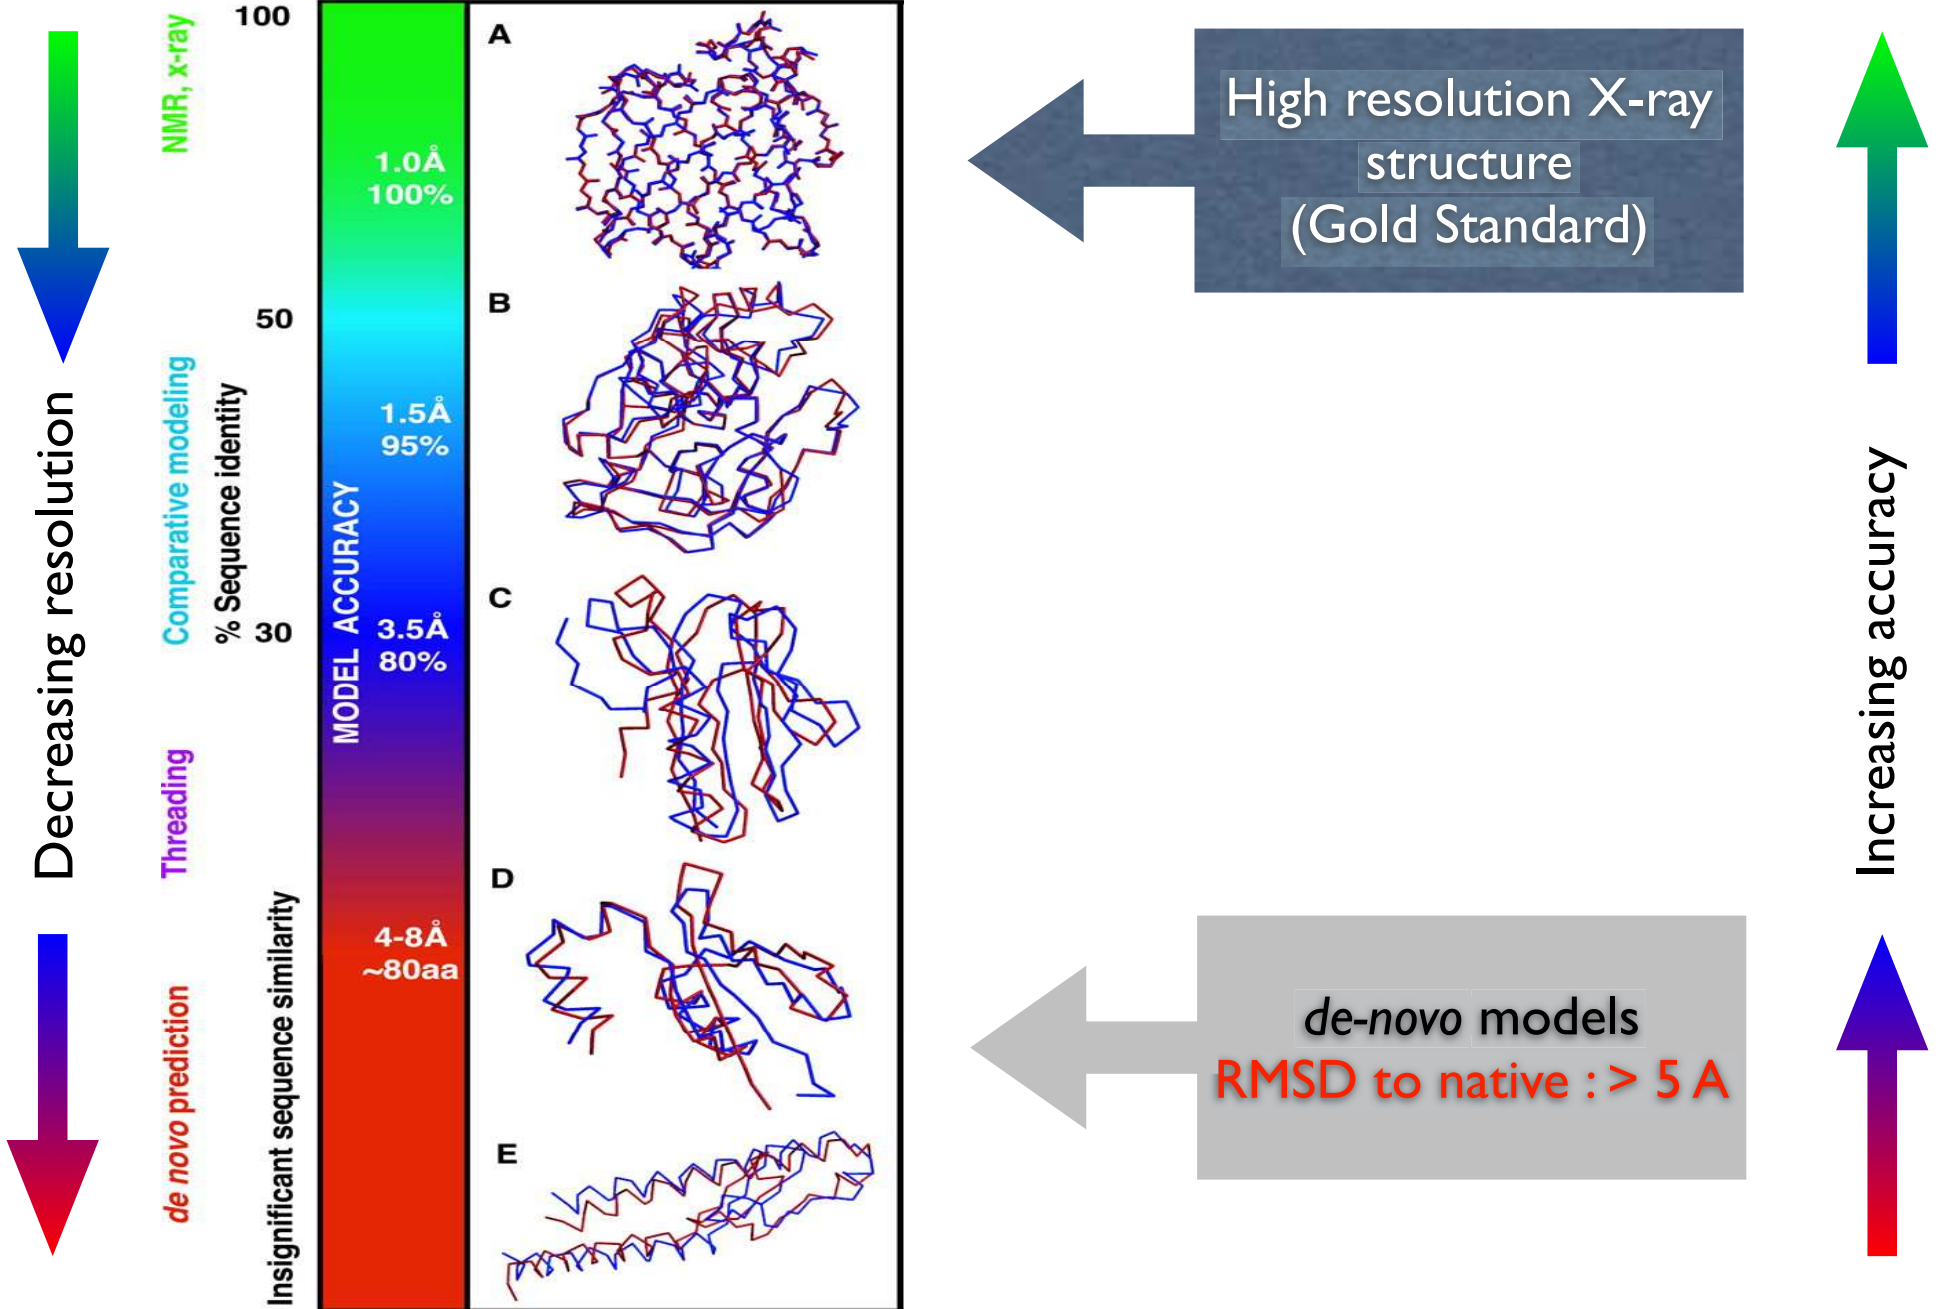 Decreasing resolution
NMR, x-ray
Comparative modeling
Threading
de novo prediction
% Sequence identity
100
50
30
Insignificant sequence similarity
MODEL ACCURACY
1.0Å
100%
1.5Å
95%
3.5Å
80%
4-8Å
~80aa
A
B
C
D
E
High resolution X-ray
structure
(Gold Standard)
de-novo models
RMSD to native : > 5 A
Increasing accuracy